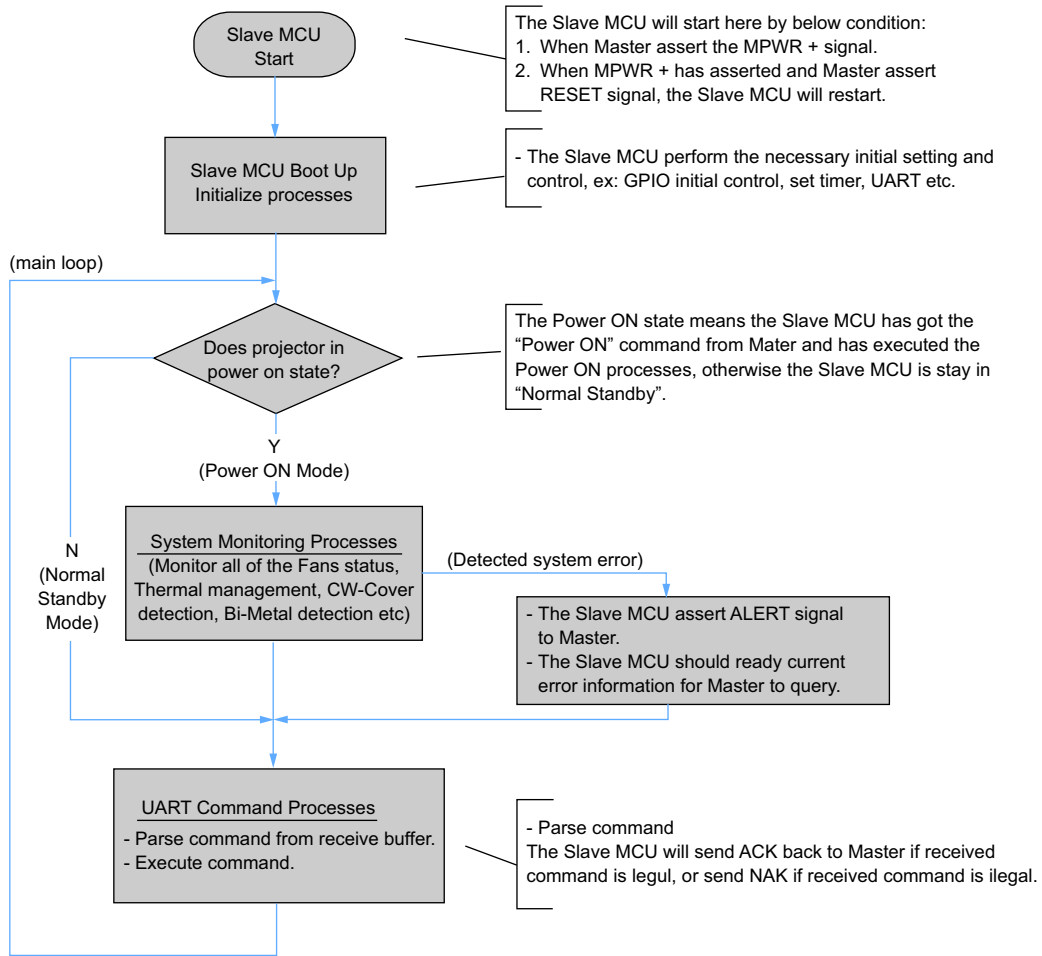 Slave MCU
Start
The Slave MCU will start here by below condition:
1. When Master assert the MPWR + signal.
2. When MPWR + has asserted and Master assert
RESET signal, the Slave MCU will restart.
Slave MCU Boot Up
Initialize processes
- The Slave MCU perform the necessary initial setting and
control, ex: GPIO initial control, set timer, UART etc.
(main loop)
Does projector in
power on state?
The Power ON state means the Slave MCU has got the
“Power ON” command from Mater and has executed the
Power ON processes, otherwise the Slave MCU is stay in
“Normal Standby”.
Y
(Power ON Mode)
N
(Normal
Standby
Mode)
System Monitoring Processes
(Monitor all of the Fans status,
Thermal management, CW-Cover
detection, Bi-Metal detection etc)
(Detected system error)
- The Slave MCU assert ALERT signal
to Master.
- The Slave MCU should ready current
error information for Master to query.
UART Command Processes
- Parse command from receive buffer.
- Execute command.
- Parse command
The Slave MCU will send ACK back to Master if received
command is legul, or send NAK if received command is ilegal.